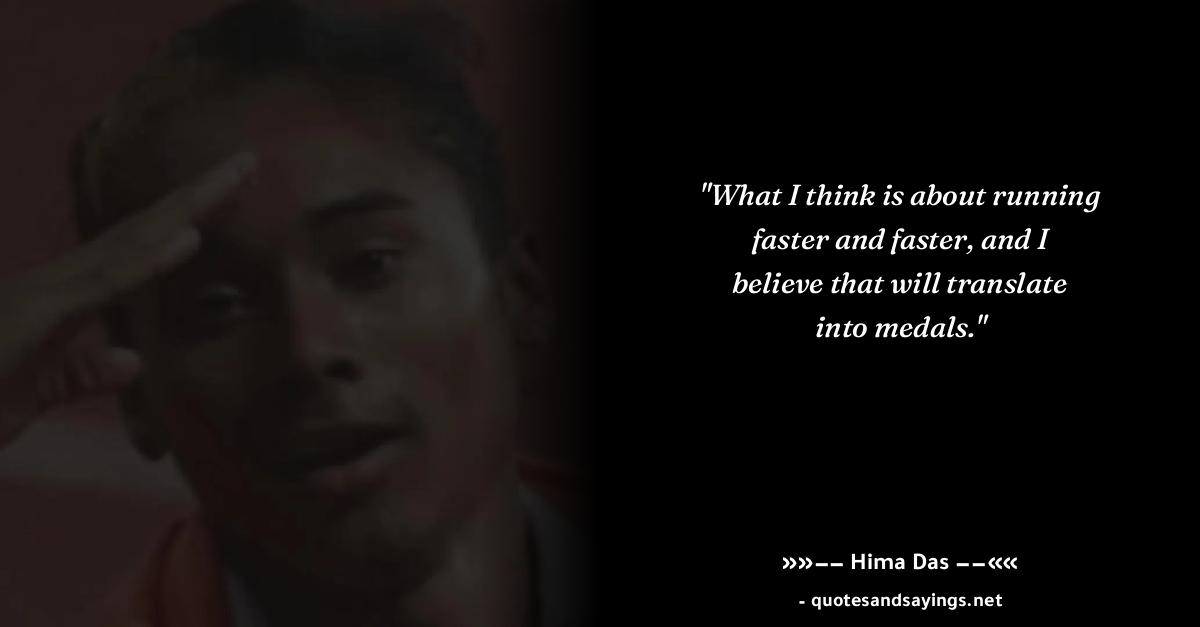 "What I think is about running
faster and faster, and I
believe that will translate
into medals."
»»−− Hima Das −−««
- quotesandsayings.net